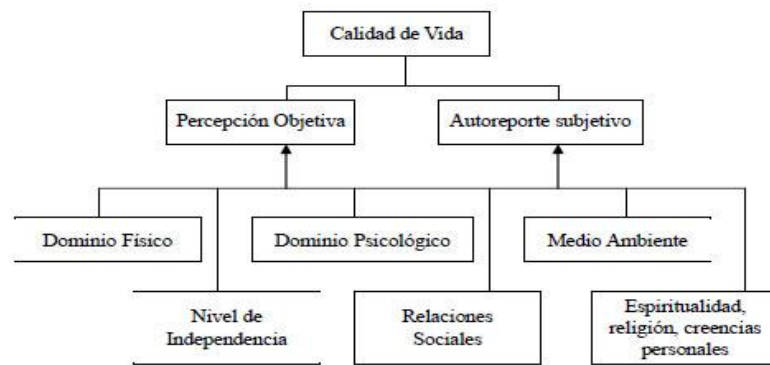 Calidad de Vida
Percepción Objetiva
Autoreporte subjetivo
Dominio Físico
Dominio Psicológico
Medio Ambiente
Nivel de
Independencia
Relaciones
Sociales
Espiritualidad,
religión, creencias
personales